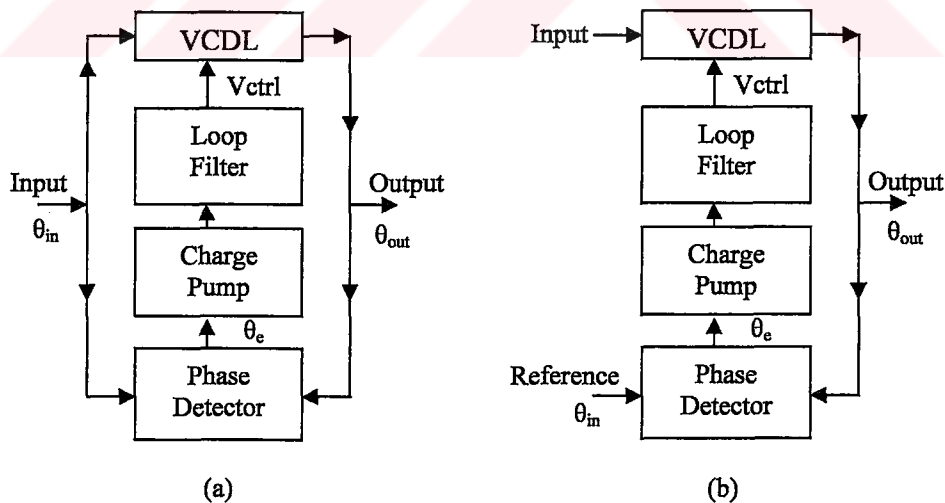 VCDL
Vctrl
Loop
Filter
Input
θin
Output
θout
Charge
Pump
θe
Phase
Detector
(a)
Input
VCDL
Vctrl
Loop
Filter
Output
θout
Charge
Pump
θe
Reference
θin
Phase
Detector
(b)